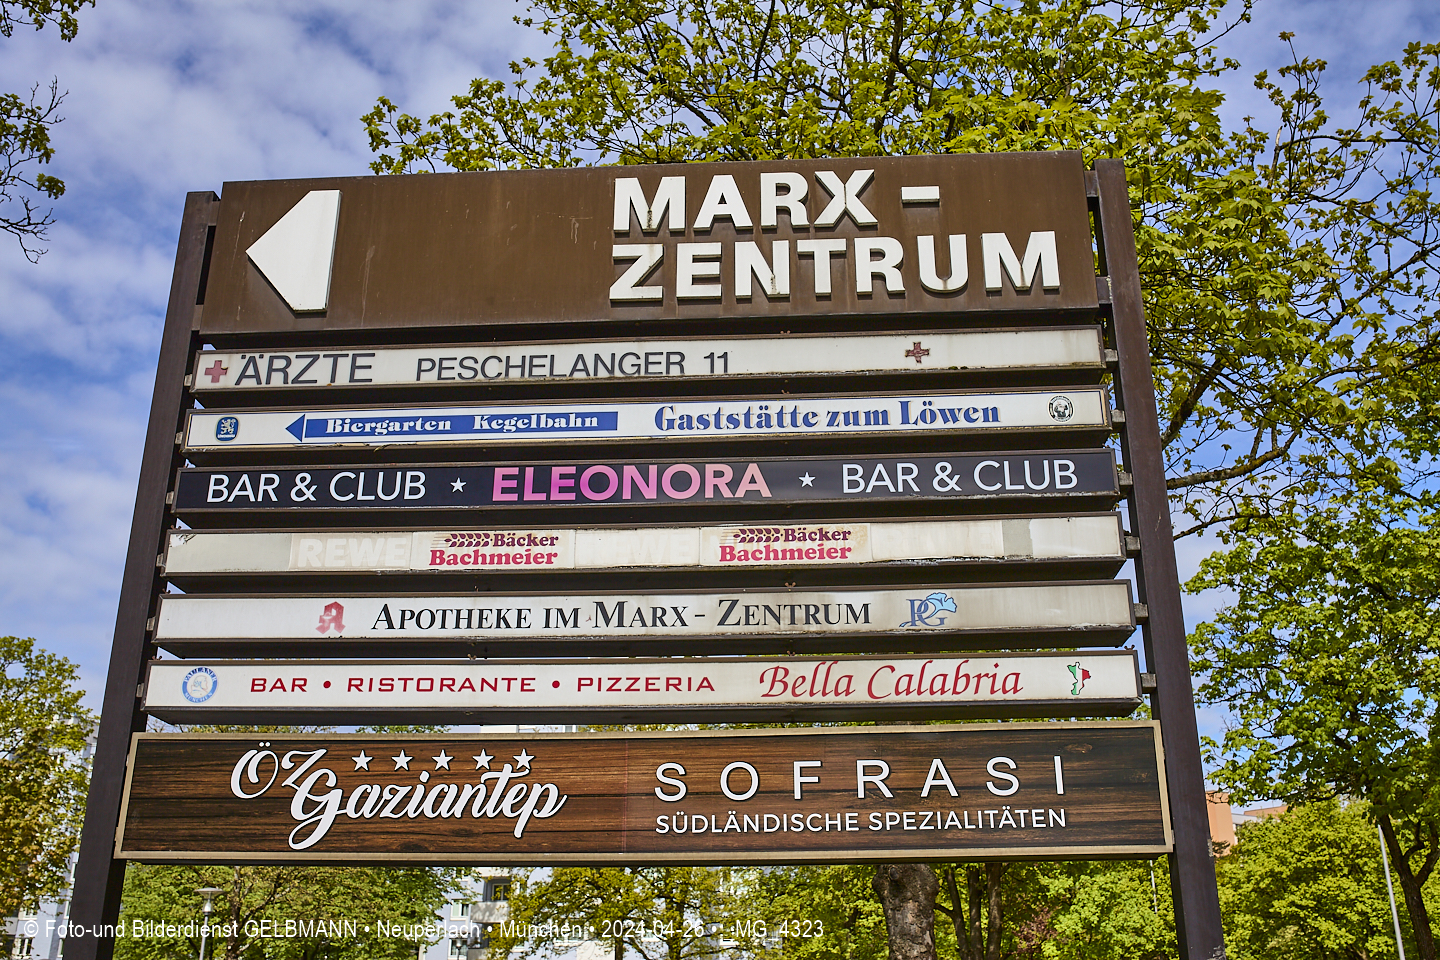 MARX -
ZENTRUM
ÄRZTE PESCHELANGER 11
Biergarten Kegelbahn Gaststätte zum Löwen
BAR & CLUB ★ ELEONORA ★ BAR & CLUB
REWE Bäcker Bachmeier REWE Bäcker Bachmeier
A APOTHEKE IM MARX - ZENTRUM PG
BAR • RISTORANTE • PIZZERIA Bella Calabria
ÖZ Gaziantep SOFRASI
SÜDLÄNDISCHE SPEZIALITÄTEN
© Foto-und Bilderdienst GELBMANN • Neuperlach • München • 2024-04-26 • _MG_4323